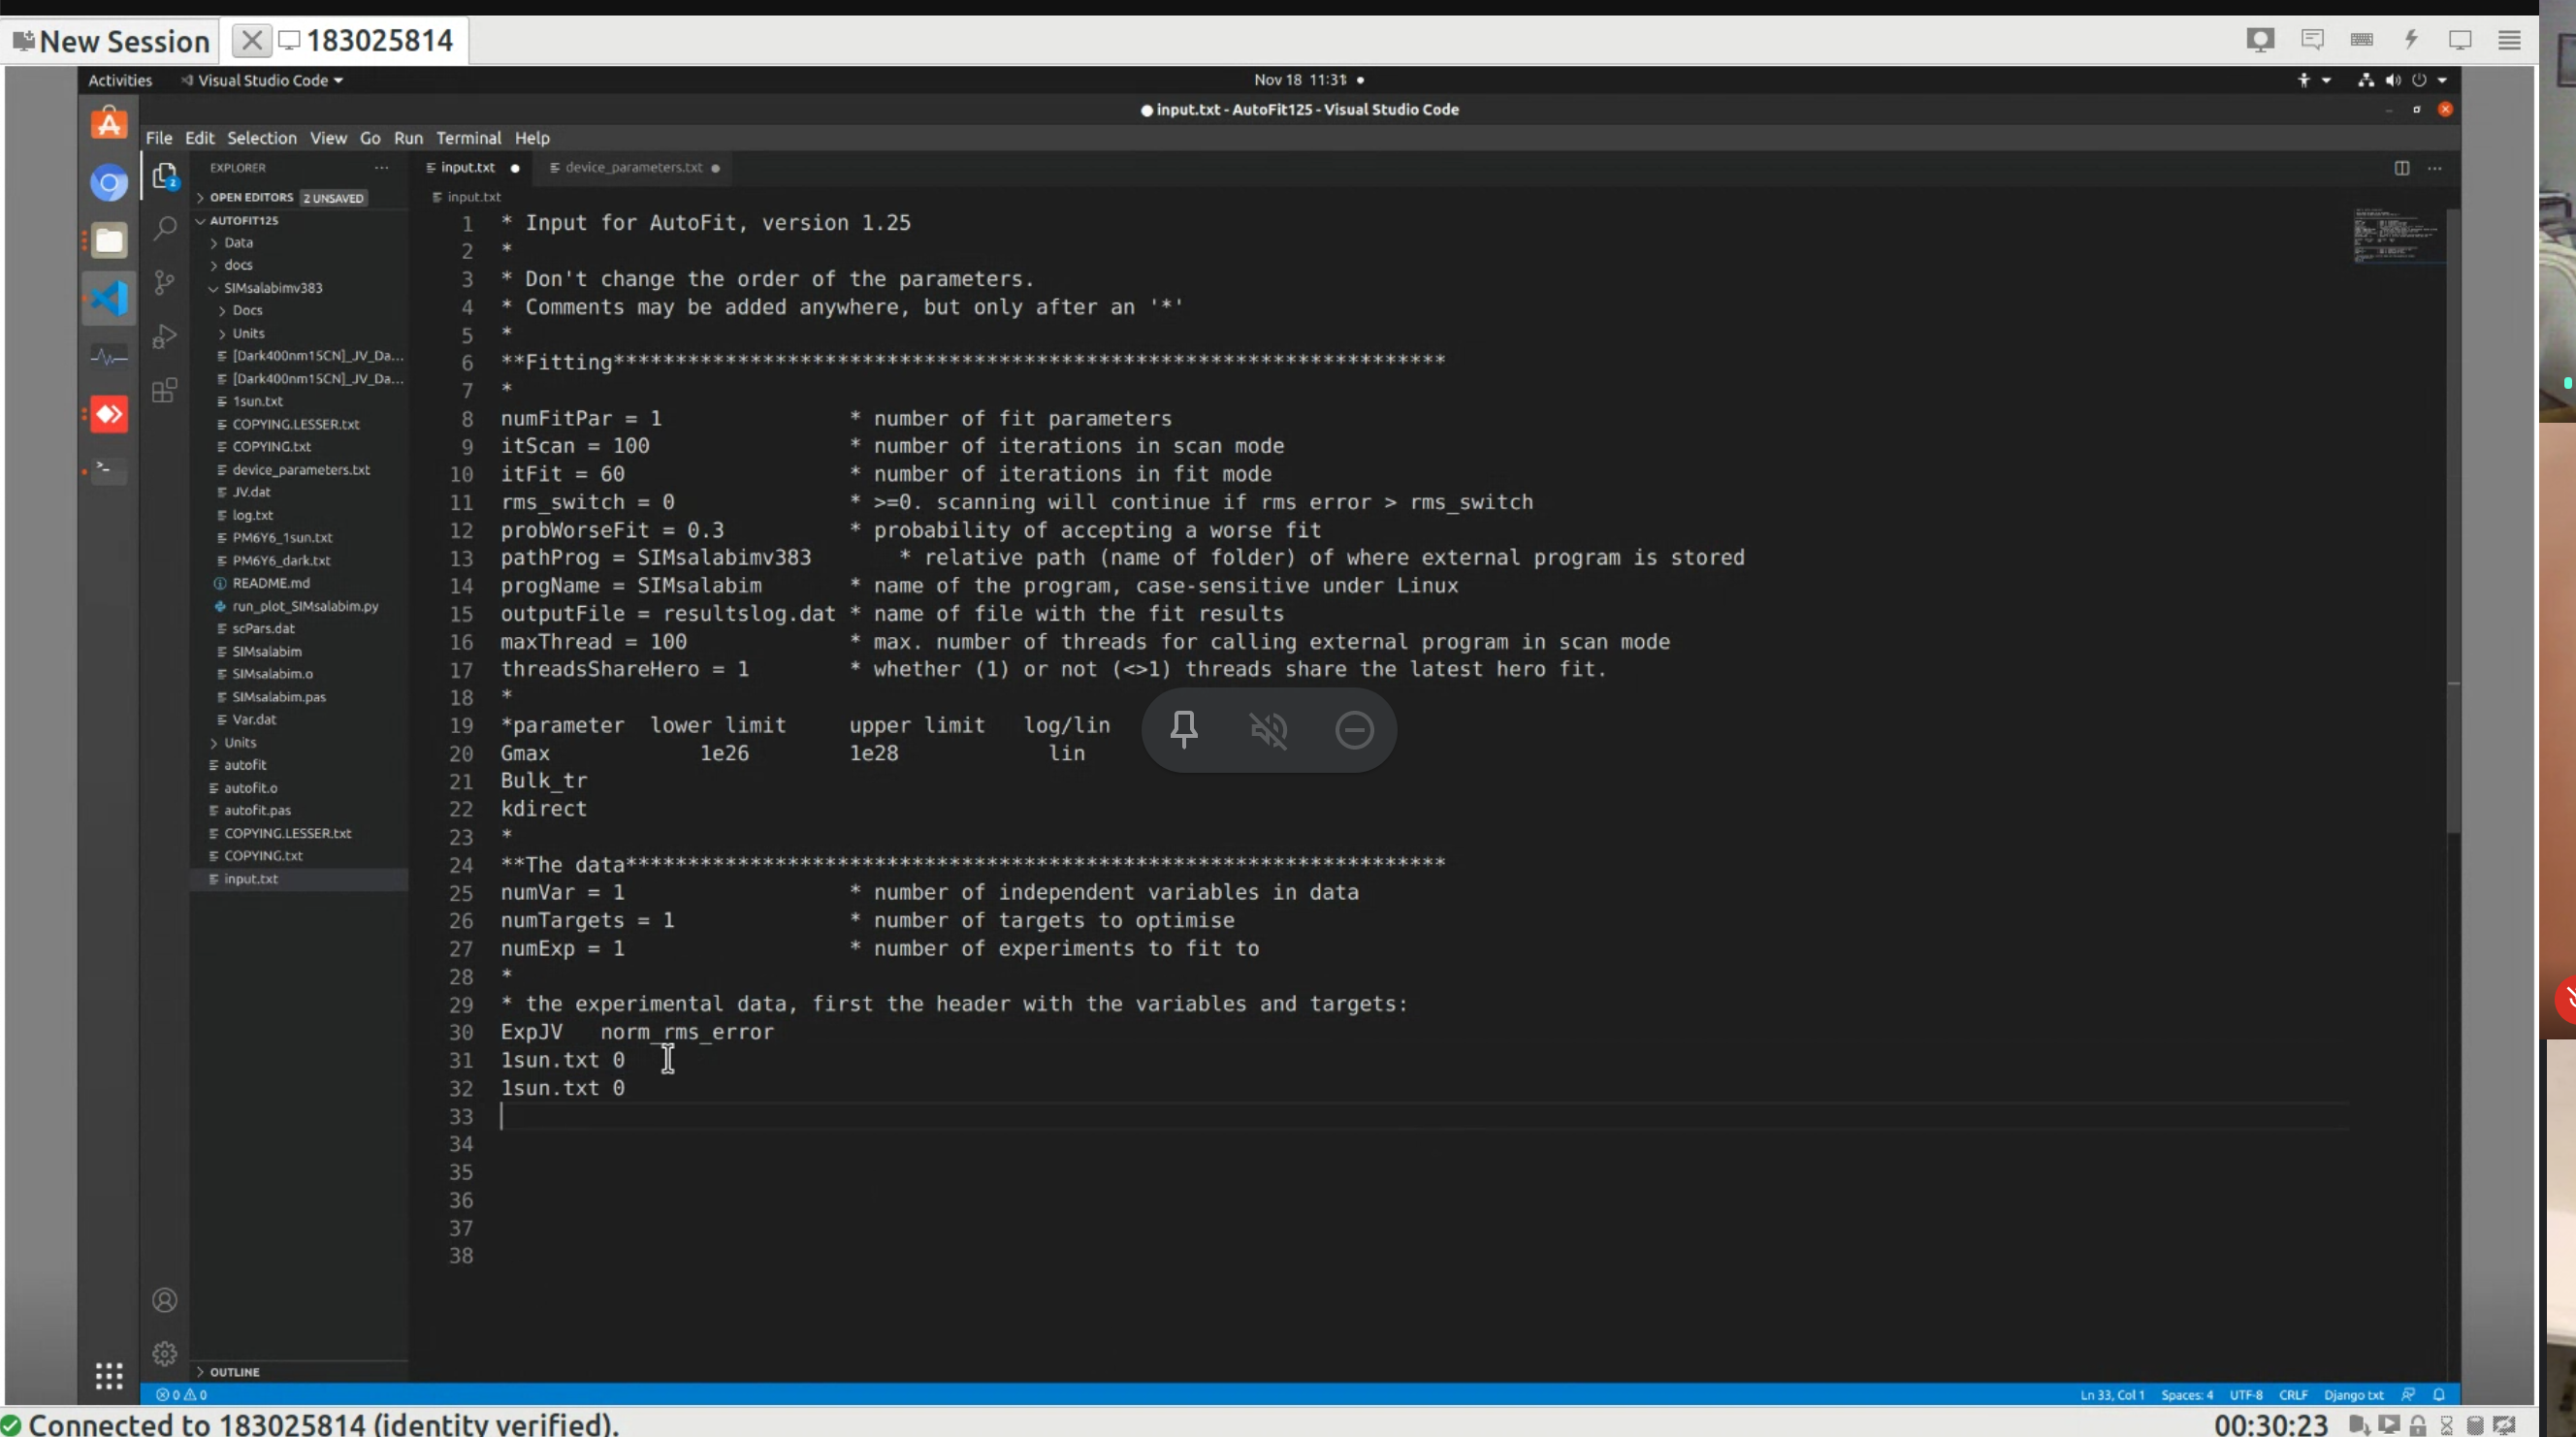 New Session
183025814
Activities
Visual Studio Code
Nov 18 11:31
input.txt - AutoFit125 - Visual Studio Code
File Edit Selection View Go Run Terminal Help
EXPLORER
input.txt
device_parameters.txt
OPEN EDITORS 2 UNSAVED
input.txt
AUTOFIT125
Data
docs
SIMsalabimv383
Docs
Units
[Dark400nm15CN]_JV_Da...
[Dark400nm15CN]_JV_Da...
1sun.txt
COPYING.LESSER.txt
COPYING.txt
device_parameters.txt
JV.dat
log.txt
PM6Y6_1sun.txt
PM6Y6_dark.txt
README.md
run_plot_SIMsalabim.py
scPars.dat
SIMsalabim
SIMsalabim.o
SIMsalabim.pas
Var.dat
Units
autofit
autofit.o
autofit.pas
COPYING.LESSER.txt
COPYING.txt
input.txt
OUTLINE
1 * Input for AutoFit, version 1.25
2 *
3 * Don't change the order of the parameters.
4 * Comments may be added anywhere, but only after an '*'
5 *
6 **Fitting*******************************************************************
7 *
8 numFitPar = 1 * number of fit parameters
9 itScan = 100 * number of iterations in scan mode
10 itFit = 60 * number of iterations in fit mode
11 rms_switch = 0 * >=0. scanning will continue if rms error > rms_switch
12 probWorseFit = 0.3 * probability of accepting a worse fit
13 pathProg = SIMsalabimv383 * relative path (name of folder) of where external program is stored
14 progName = SIMsalabim * name of the program, case-sensitive under Linux
15 outputFile = resultslog.dat * name of file with the fit results
16 maxThread = 100 * max. number of threads for calling external program in scan mode
17 threadsShareHero = 1 * whether (1) or not (<>1) threads share the latest hero fit.
18 *
19 *parameter lower limit upper limit log/lin
20 Gmax 1e26 1e28 lin
21 Bulk_tr
22 kdirect
23 *
24 **The data******************************************************************
25 numVar = 1 * number of independent variables in data
26 numTargets = 1 * number of targets to optimise
27 numExp = 1 * number of experiments to fit to
28 *
29 * the experimental data, first the header with the variables and targets:
30 ExpJV norm_rms_error
31 1sun.txt 0
32 1sun.txt 0
33
34
35
36
37
38
0 0
Ln 33, Col 1 Spaces: 4 UTF-8 CRLF Django txt
Connected to 183025814 (identity verified).
00:30:23